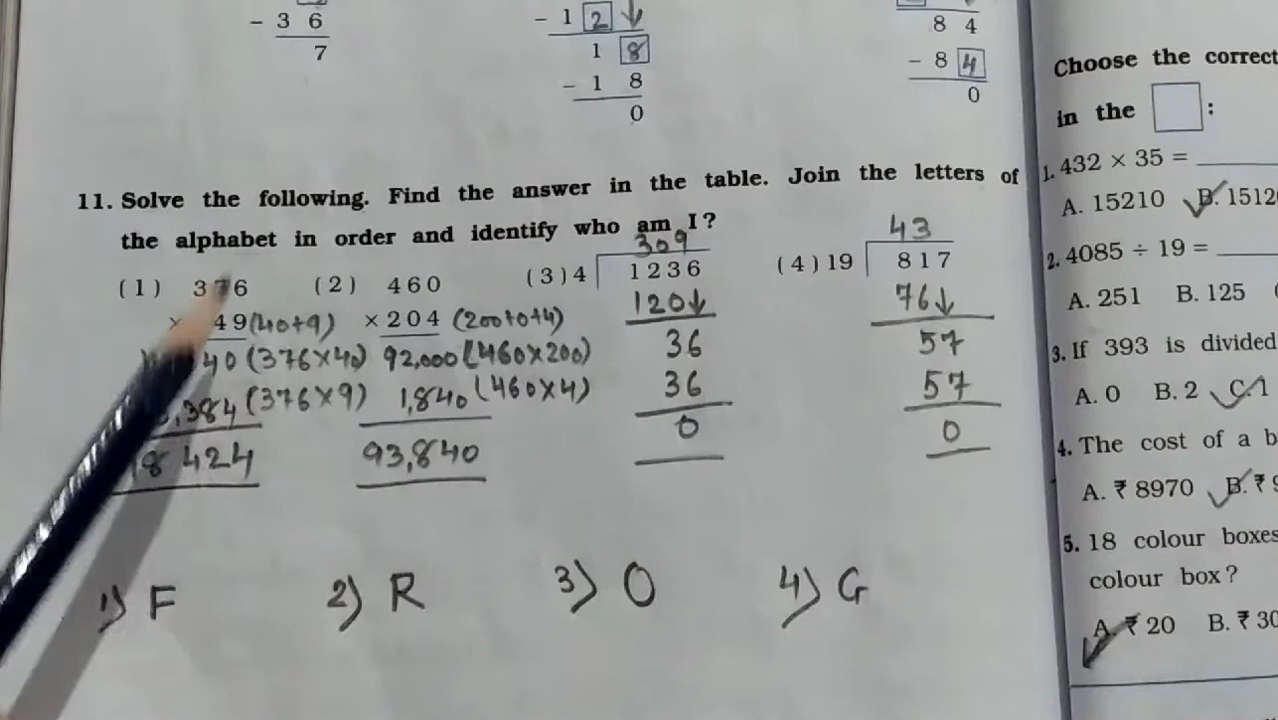 - 3 6
7
- 1 2 ↓
1 8
- 1 8
0
8 4
- 8 4
0
11. Solve the following. Find the answer in the table. Join the letters of
the alphabet in order and identify who am I?
(1) 376
× 49 (40+9)
40 (376×40)
,384 (376×9)
18424
(2) 460
×204 (200+0+4)
92,000 (460×200)
1,840 (460×4)
93,840
309
(3) 4 1236
120↓
36
36
0
43
(4) 19 817
76↓
57
57
0
1) F 2) R 3) O 4) G
Choose the correct
in the :
1. 432 × 35 =
A. 15210 B. 1512
2. 4085 ÷ 19 =
A. 251 B. 125
3. If 393 is divided
A. 0 B. 2 C. 1
4. The cost of a b
A. ₹ 8970 B. ₹ 9
5. 18 colour boxes
colour box?
A. ₹ 20 B. ₹ 30